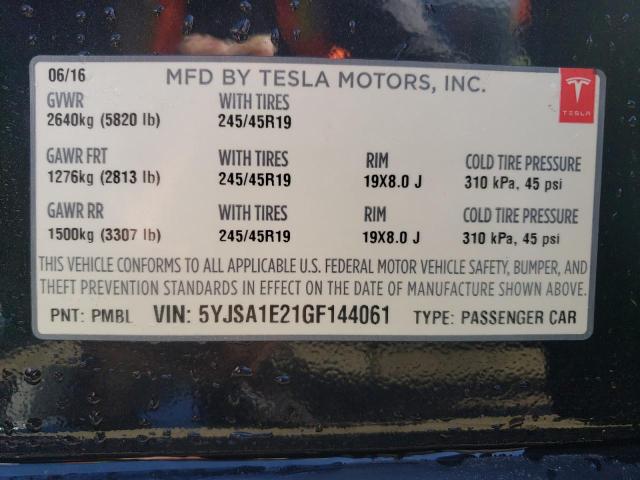 06/16 MFD BY TESLA MOTORS, INC.
GVWR WITH TIRES
2640kg (5820 lb) 245/45R19
TESLA
GAWR FRT WITH TIRES RIM COLD TIRE PRESSURE
1276kg (2813 lb) 245/45R19 19X8.0 J 310 kPa, 45 psi
GAWR RR WITH TIRES RIM COLD TIRE PRESSURE
1500kg (3307 lb) 245/45R19 19X8.0 J 310 kPa, 45 psi
THIS VEHICLE CONFORMS TO ALL APPLICABLE U.S. FEDERAL MOTOR VEHICLE SAFETY, BUMPER, AND
THEFT PREVENTION STANDARDS IN EFFECT ON THE DATE OF MANUFACTURE SHOWN ABOVE.
PNT: PMBL VIN: 5YJSA1E21GF144061 TYPE: PASSENGER CAR